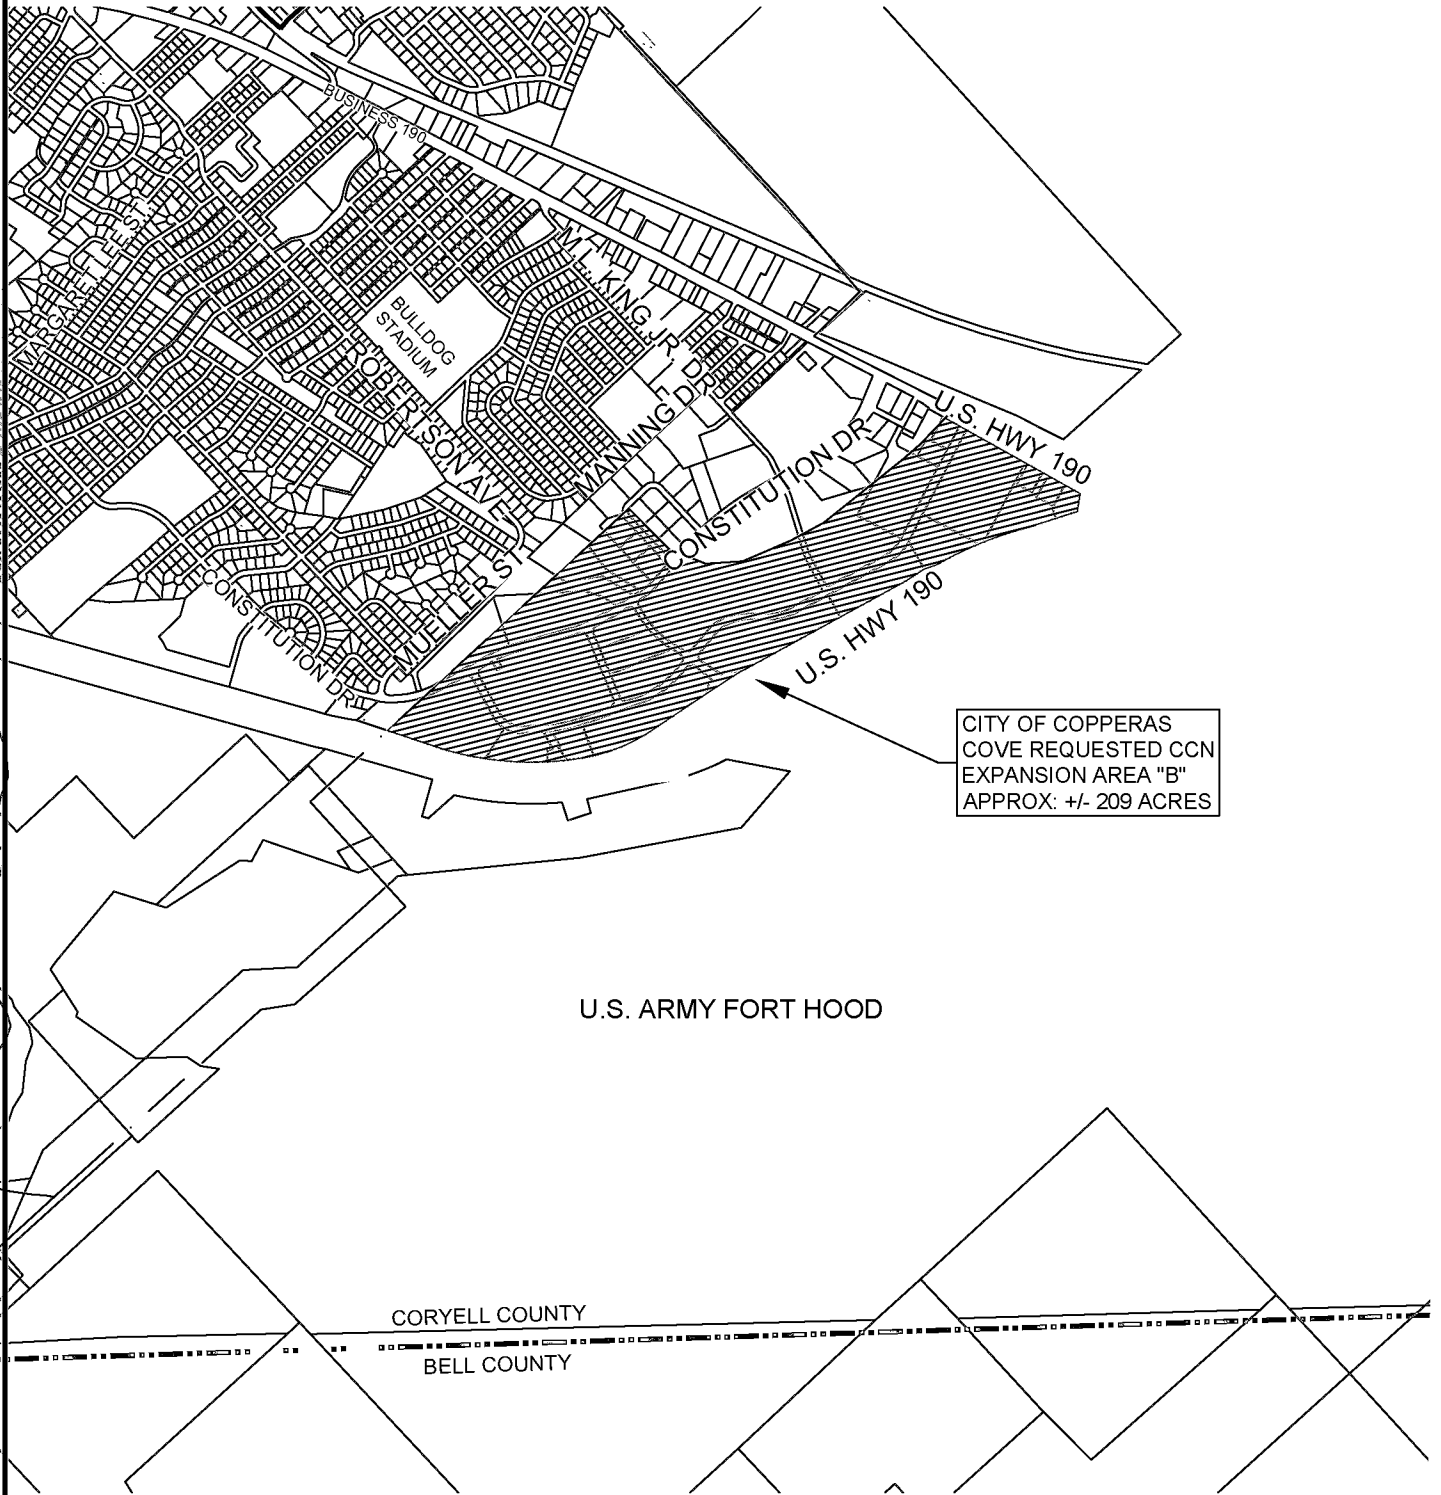 BUSINESS 190
MARGARET LEE ST.
M.L. KING JR. DR.
BULLDOG
STADIUM
ROBERTSON AVE.
MANNING DR.
U.S. HWY 190
CONSTITUTION DR.
CONSTITUTION DR.
MUELLER ST.
U.S. HWY 190
CITY OF COPPERAS
COVE REQUESTED CCN
EXPANSION AREA "B"
APPROX: +/- 209 ACRES
U.S. ARMY FORT HOOD
CORYELL COUNTY
BELL COUNTY